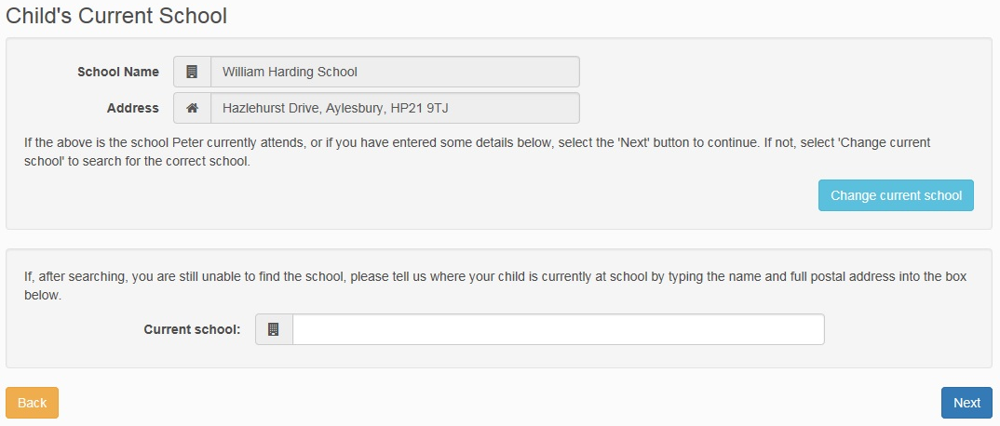 Child's Current School
School Name William Harding School
Address Hazlehurst Drive, Aylesbury, HP21 9TJ
If the above is the school Peter currently attends, or if you have entered some details below, select the 'Next' button to continue. If not, select 'Change current
school' to search for the correct school.
Change current school
If, after searching, you are still unable to find the school, please tell us where your child is currently at school by typing the name and full postal address into the box
below.
Current school:
Back Next